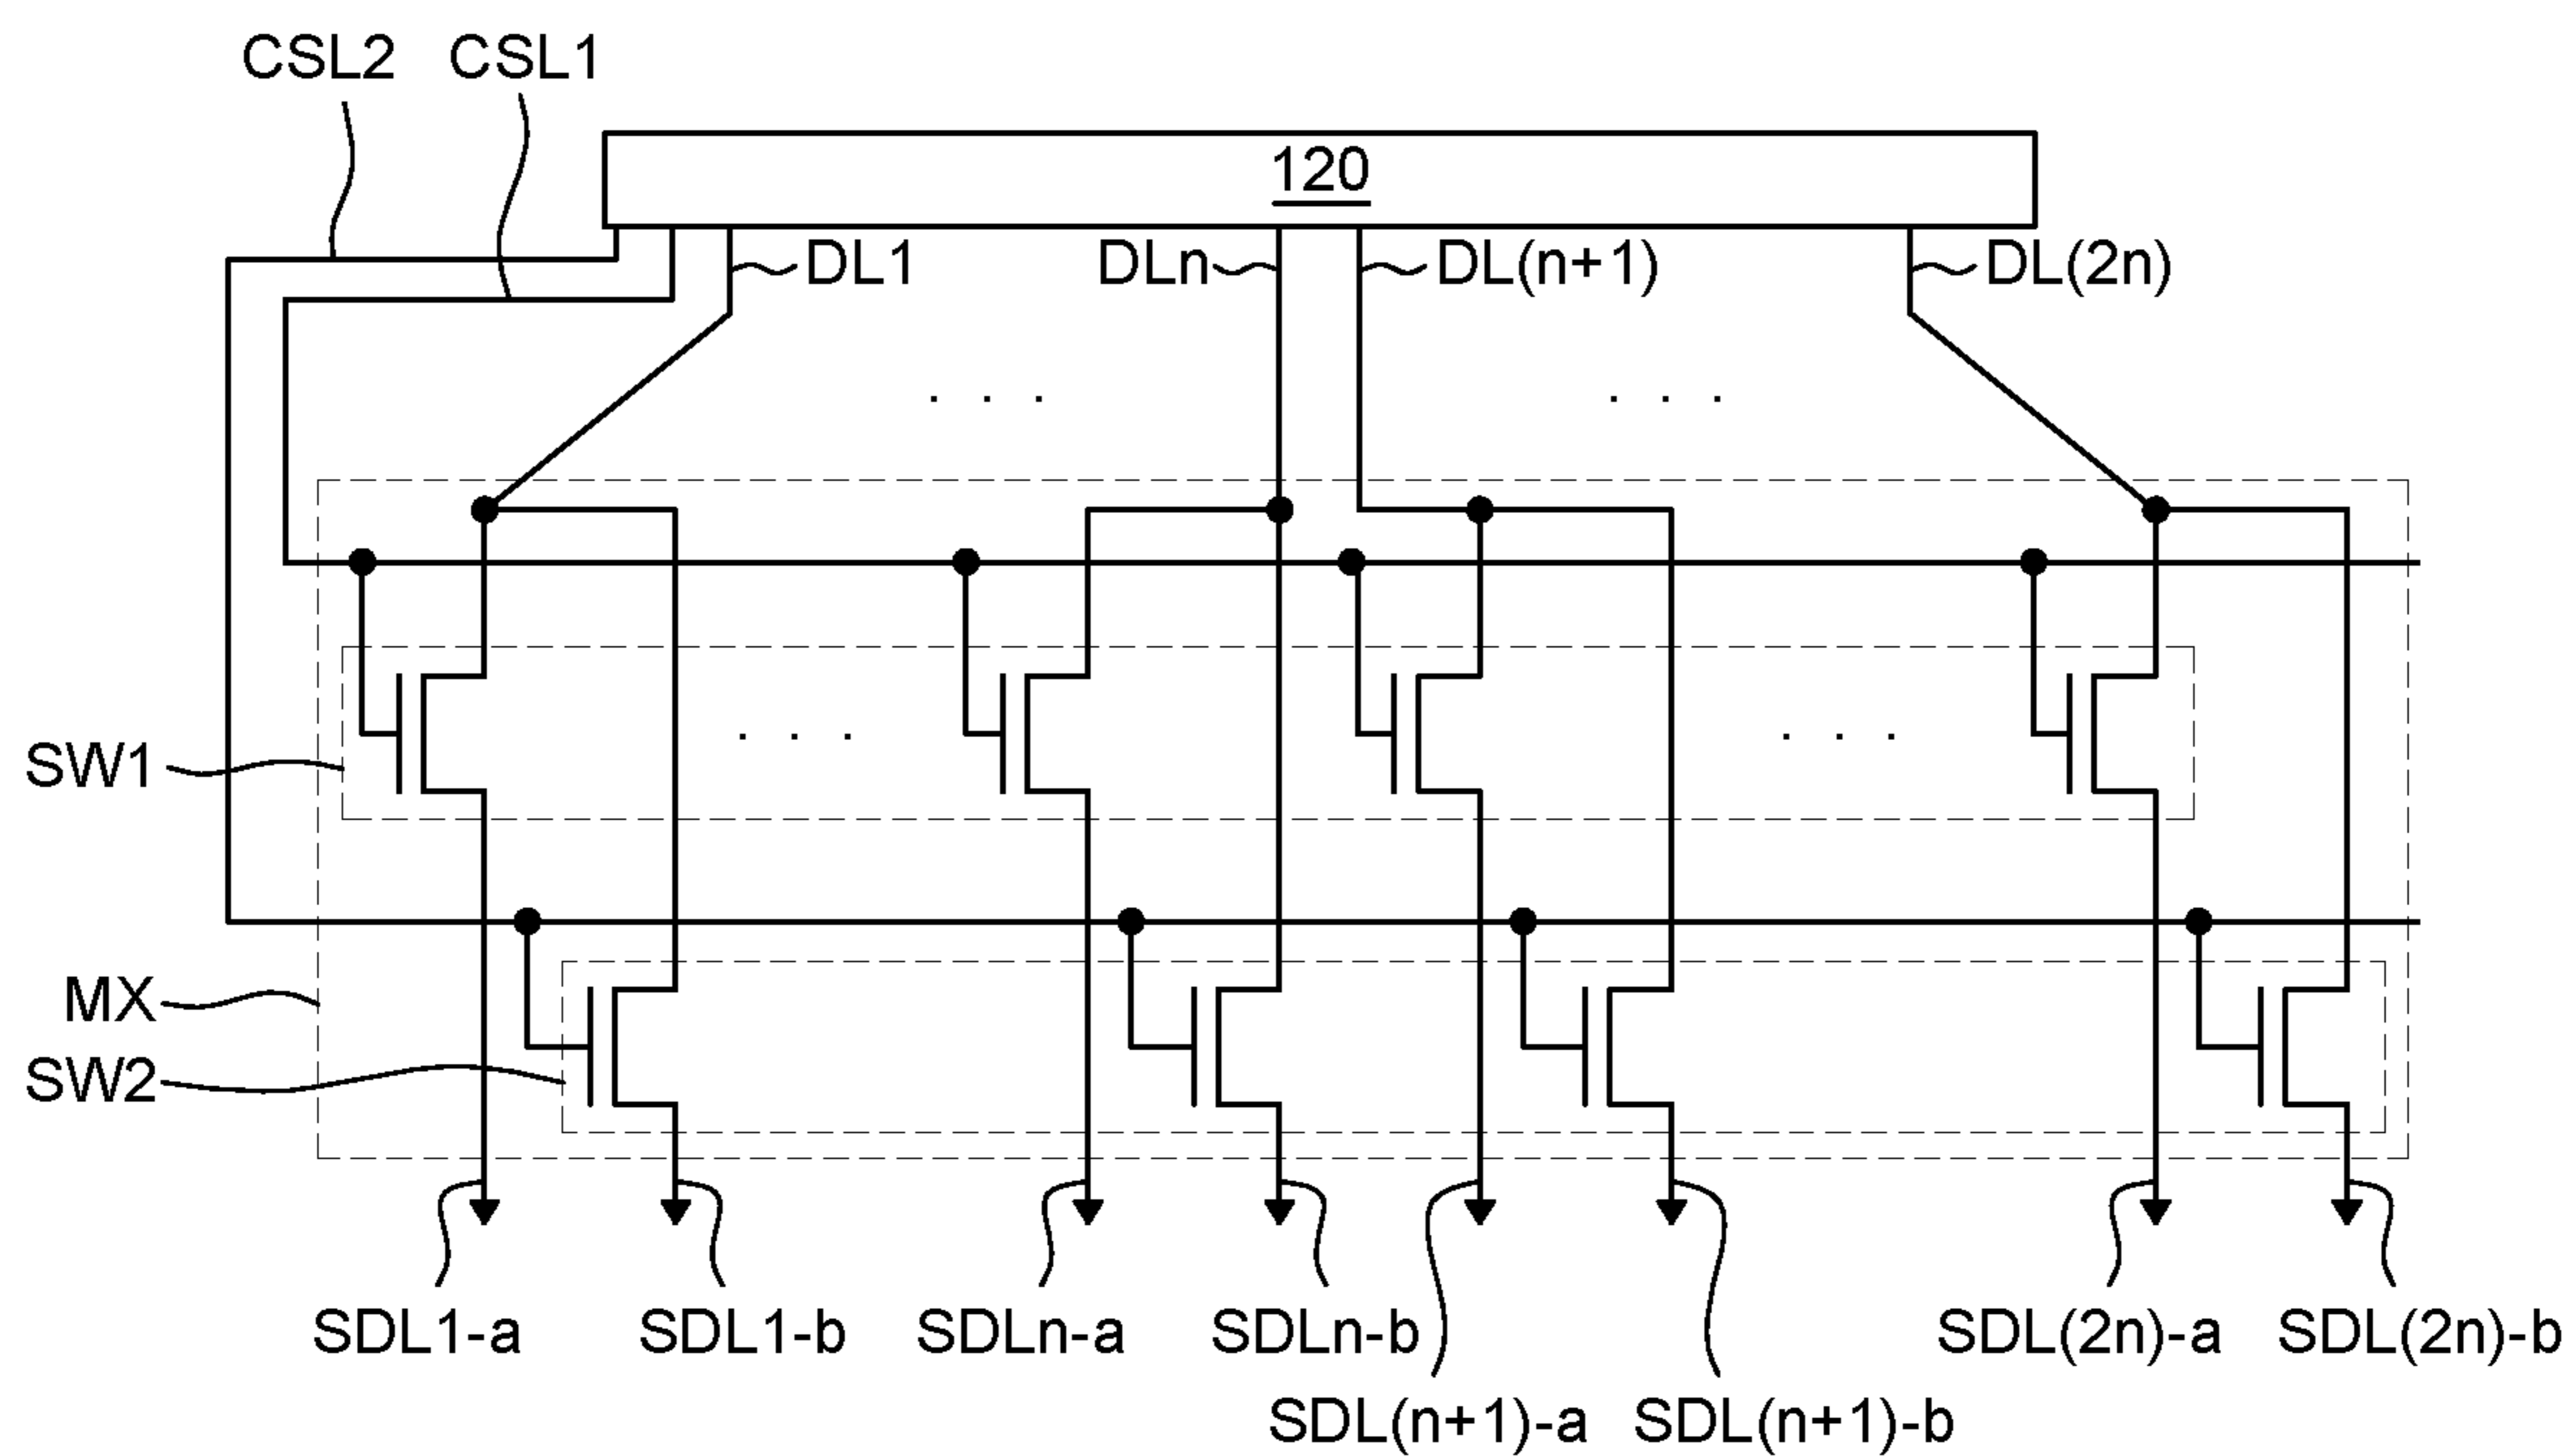 CSL2 CSL1
120
DL1 DLn DL(n+1) DL(2n)
. . . . . .
SW1 . . . . . .
MX
SW2
SDL1-a SDL1-b SDLn-a SDLn-b SDL(2n)-a SDL(2n)-b
SDL(n+1)-a SDL(n+1)-b